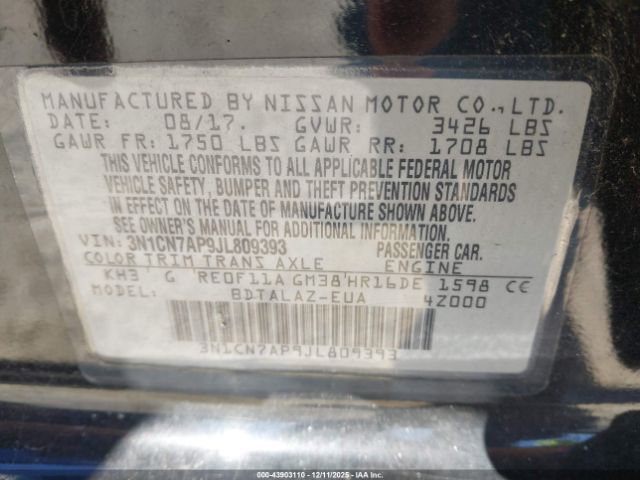 MANUFACTURED BY NISSAN MOTOR CO., LTD.
DATE: 08/17. GVWR: 3426 LBS
GAWR FR: 1750 LBS GAWR RR: 1708 LBS
THIS VEHICLE CONFORMS TO ALL APPLICABLE FEDERAL MOTOR
VEHICLE SAFETY, BUMPER AND THEFT PREVENTION STANDARDS
IN EFFECT ON THE DATE OF MANUFACTURE SHOWN ABOVE.
SEE OWNER'S MANUAL FOR ADDITIONAL INFORMATION.
VIN: 3N1CN7AP9JL809393 PASSENGER CAR.
COLOR TRIM TRANS AXLE ENGINE
KH3 G RE0F11A GM38 HR16DE 1598 CC
MODEL: BDTALAZ-EUA 4Z000
3N1CN7AP9JL809393
000-43903110 - 12/11/2025 - IAA Inc. Copyright